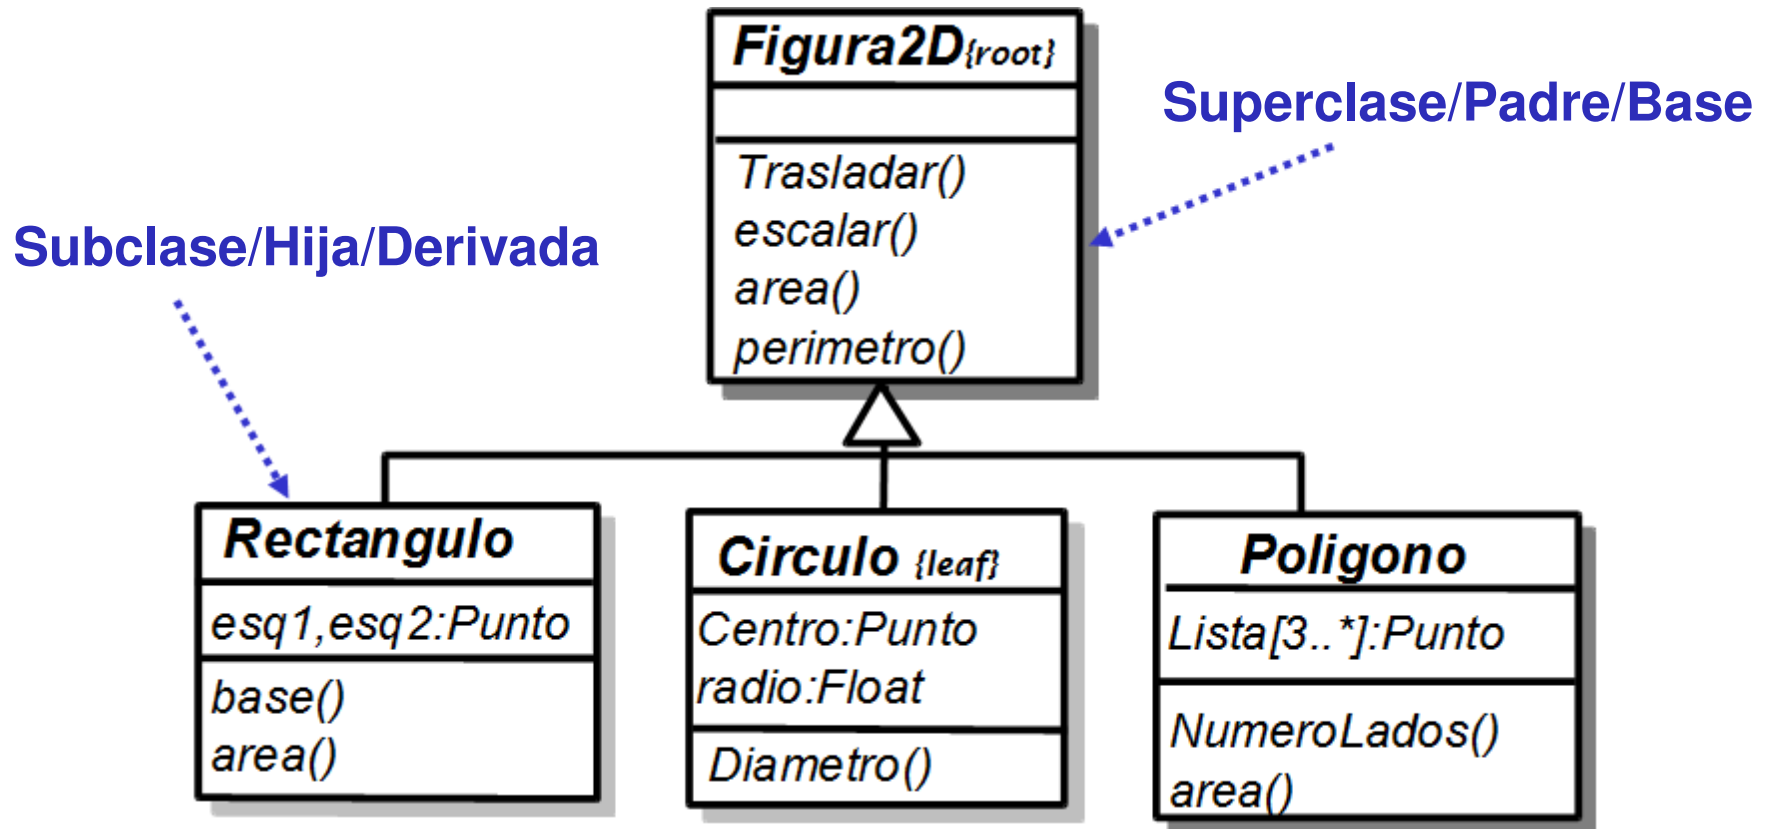 Figura2D{root}
Superclase/Padre/Base
Trasladar()
escalar()
area()
perimetro()
Subclase/Hija/Derivada
Rectangulo
esq1,esq2:Punto
base()
area()
Circulo {leaf}
Centro:Punto
radio:Float
Diametro()
Poligono
Lista[3..*]:Punto
NumeroLados()
area()